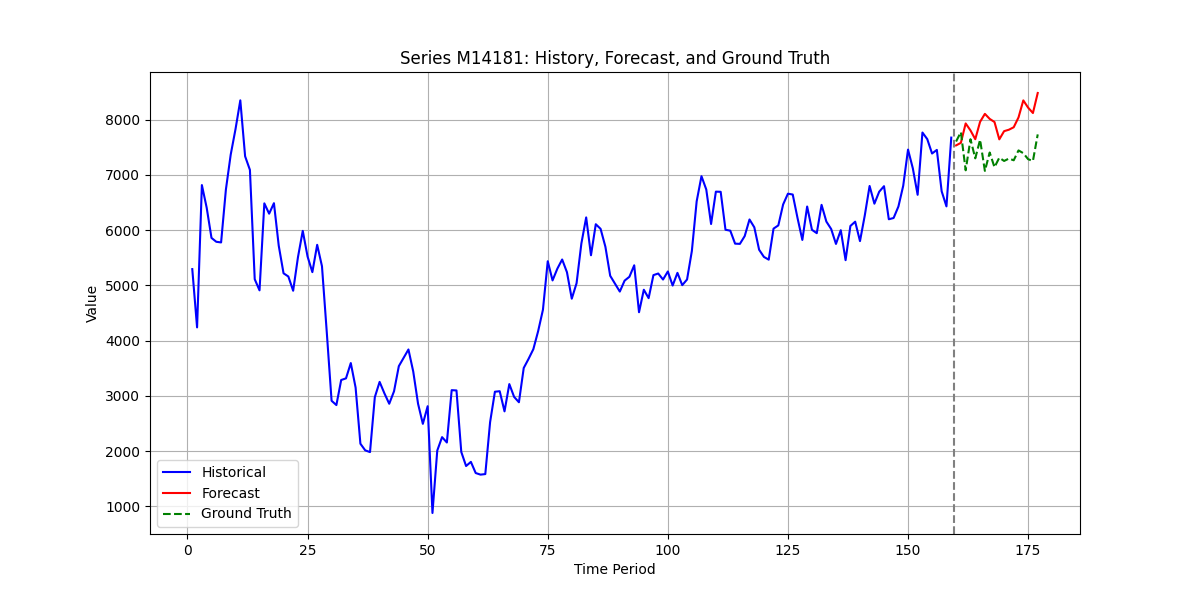 Series M14181: History, Forecast, and Ground Truth
Value
8000
7000
6000
5000
4000
3000
2000
1000
Historical
Forecast
Ground Truth
0 25 50 75 100 125 150 175
Time Period